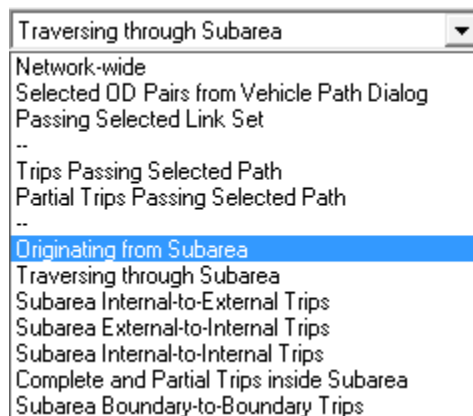 Traversing through Subarea
Network-wide
Selected OD Pairs from Vehicle Path Dialog
Passing Selected Link Set
--
Trips Passing Selected Path
Partial Trips Passing Selected Path
--
Originating from Subarea
Traversing through Subarea
Subarea Internal-to-External Trips
Subarea External-to-Internal Trips
Subarea Internal-to-Internal Trips
Complete and Partial Trips inside Subarea
Subarea Boundary-to-Boundary Trips